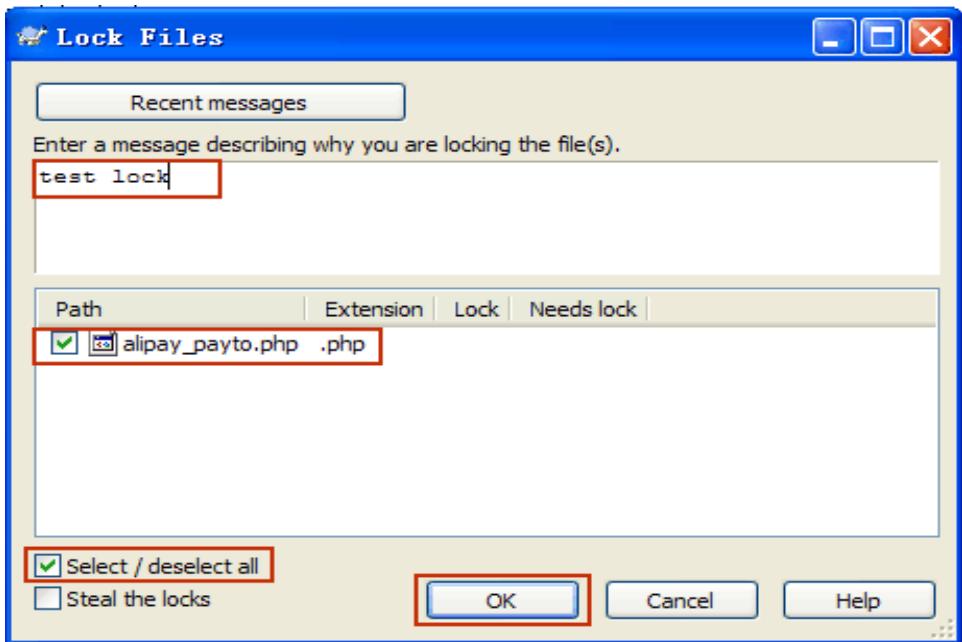 Lock Files
Recent messages
Enter a message describing why you are locking the file(s).
test lock
Path Extension Lock Needs lock
alipay_payto.php .php
Select / deselect all
Steal the locks
OK Cancel Help